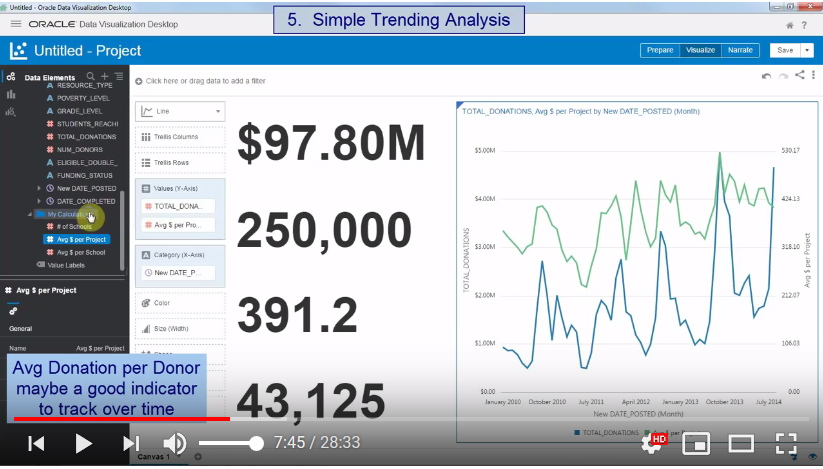 Untitled - Oracle Data Visualization Desktop
5. Simple Trending Analysis
ORACLE Data Visualization Desktop
?
Untitled - Project
Prepare
Visualize
Narrate
Save
Data Elements
Click here or drag data to add a filter
A RESOURCE_TYPE
A POVERTY_LEVEL
A GRADE_LEVEL
# STUDENTS_REACHI
# TOTAL_DONATIONS
# NUM_DONORS
A ELIGIBLE_DOUBLE_
A FUNDING_STATUS
New DATE_POSTED
DATE_COMPLETED
# of Schools
# Avg $ per Project
# Avg $ per School
Value Labels
# Avg $ per Project
General
Name Avg $ per Project
Line
Trellis Columns
Trellis Rows
Values (Y-Axis)
# TOTAL_DONA...
# Avg $ per Pro...
Category (X-Axis)
New DATE_P...
Color
Size (Width)
$97.80M
250,000
391.2
43,125
TOTAL_DONATIONS, Avg $ per Project by New DATE_POSTED (Month)
TOTAL_DONATIONS
$5.00M
$4.00M
$3.00M
$2.00M
$1.00M
$0.00
530.17
424.13
318.10
212.07
106.03
0.00
Avg $ per Project
January 2010 October 2010 July 2011 April 2012 January 2013 October 2013 July 2014
New DATE_POSTED (Month)
TOTAL_DONATIONS
Avg Donation per Donor
maybe a good indicator
to track over time
7:45 / 28:33
HD
Canvas 1